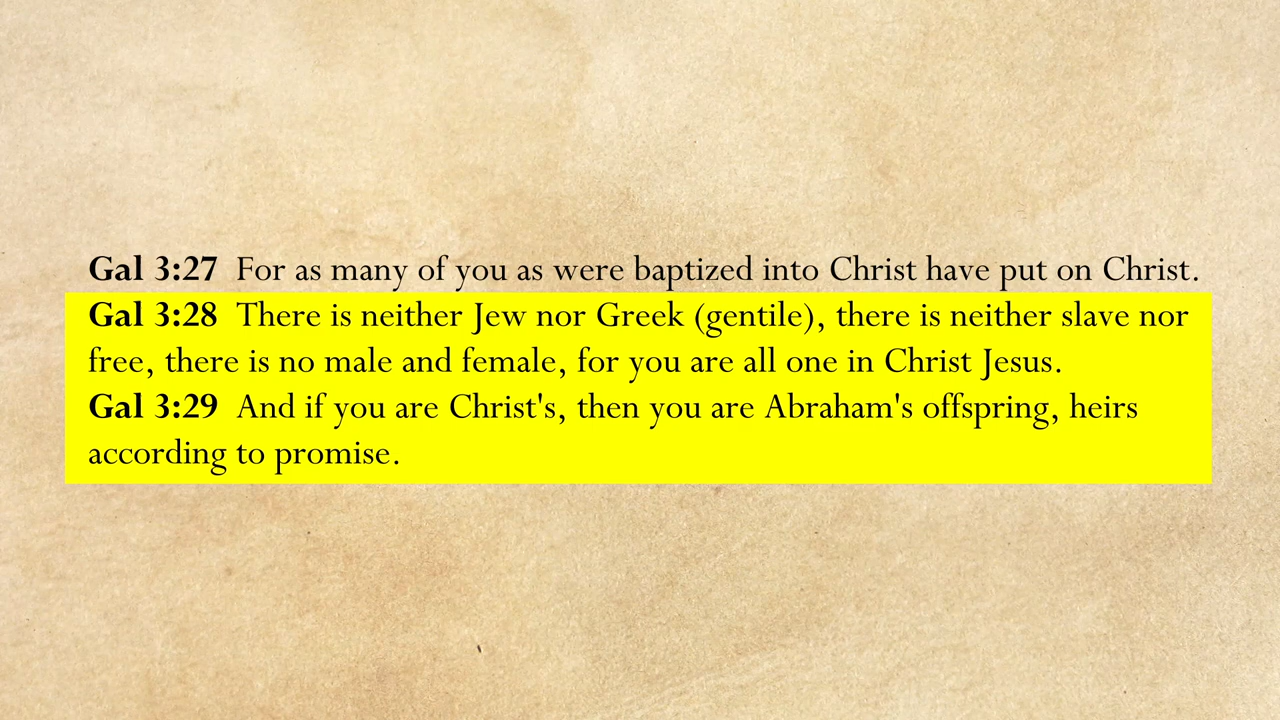 Gal 3:27  For as many of you as were baptized into Christ have put on Christ.
Gal 3:28  There is neither Jew nor Greek (gentile), there is neither slave nor
free, there is no male and female, for you are all one in Christ Jesus.
Gal 3:29  And if you are Christ's, then you are Abraham's offspring, heirs
according to promise.